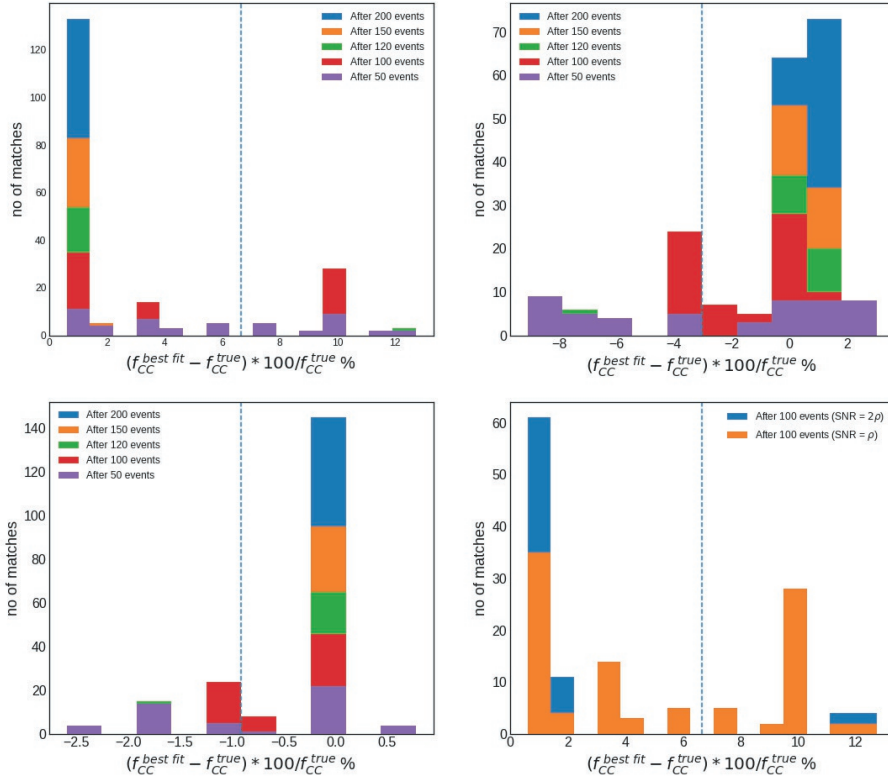 no of matches
120
100
80
60
40
20
0
After 200 events
After 150 events
After 120 events
After 100 events
After 50 events
0 2 4 6 8 10 12
(f_CC^best fit − f_CC^true) * 100/f_CC^true %
no of matches
70
60
50
40
30
20
10
0
After 200 events
After 150 events
After 120 events
After 100 events
After 50 events
−8 −6 −4 −2 0 2
(f_CC^best fit − f_CC^true) * 100/f_CC^true %
no of matches
140
120
100
80
60
40
20
0
After 200 events
After 150 events
After 120 events
After 100 events
After 50 events
−2.5 −2.0 −1.5 −1.0 −0.5 0.0 0.5
(f_CC^best fit − f_CC^true) * 100/f_CC^true %
no of matches
60
50
40
30
20
10
0
After 100 events (SNR = 2ρ)
After 100 events (SNR = ρ)
0 2 4 6 8 10 12
(f_CC^best fit − f_CC^true) * 100/f_CC^true %